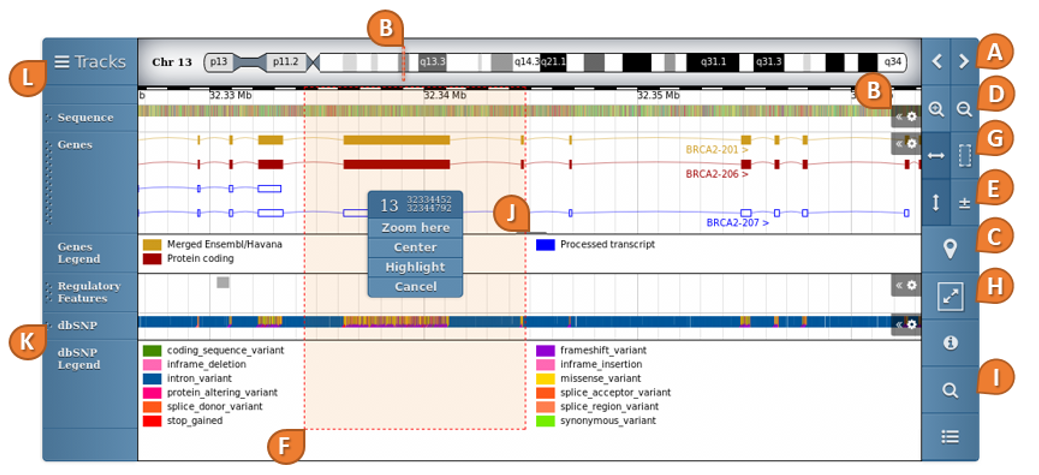 B
L
Tracks
Chr 13
p13
p11.2
q13.3
q14.3
q21.1
q31.1
q31.3
q34
A
b
32.33 Mb
32.34 Mb
32.35 Mb
B
D
Sequence
«
Genes
«
G
BRCA2-201 >
BRCA2-206 >
E
±
13
32334452
32344792
Zoom here
Center
Highlight
Cancel
J
BRCA2-207 >
C
Genes
Legend
Merged Ensembl/Havana
Protein coding
Processed transcript
Regulatory
Features
«
H
K
dbSNP
«
dbSNP
Legend
coding_sequence_variant
inframe_deletion
intron_variant
protein_altering_variant
splice_donor_variant
stop_gained
frameshift_variant
inframe_insertion
missense_variant
splice_acceptor_variant
splice_region_variant
synonymous_variant
I
F